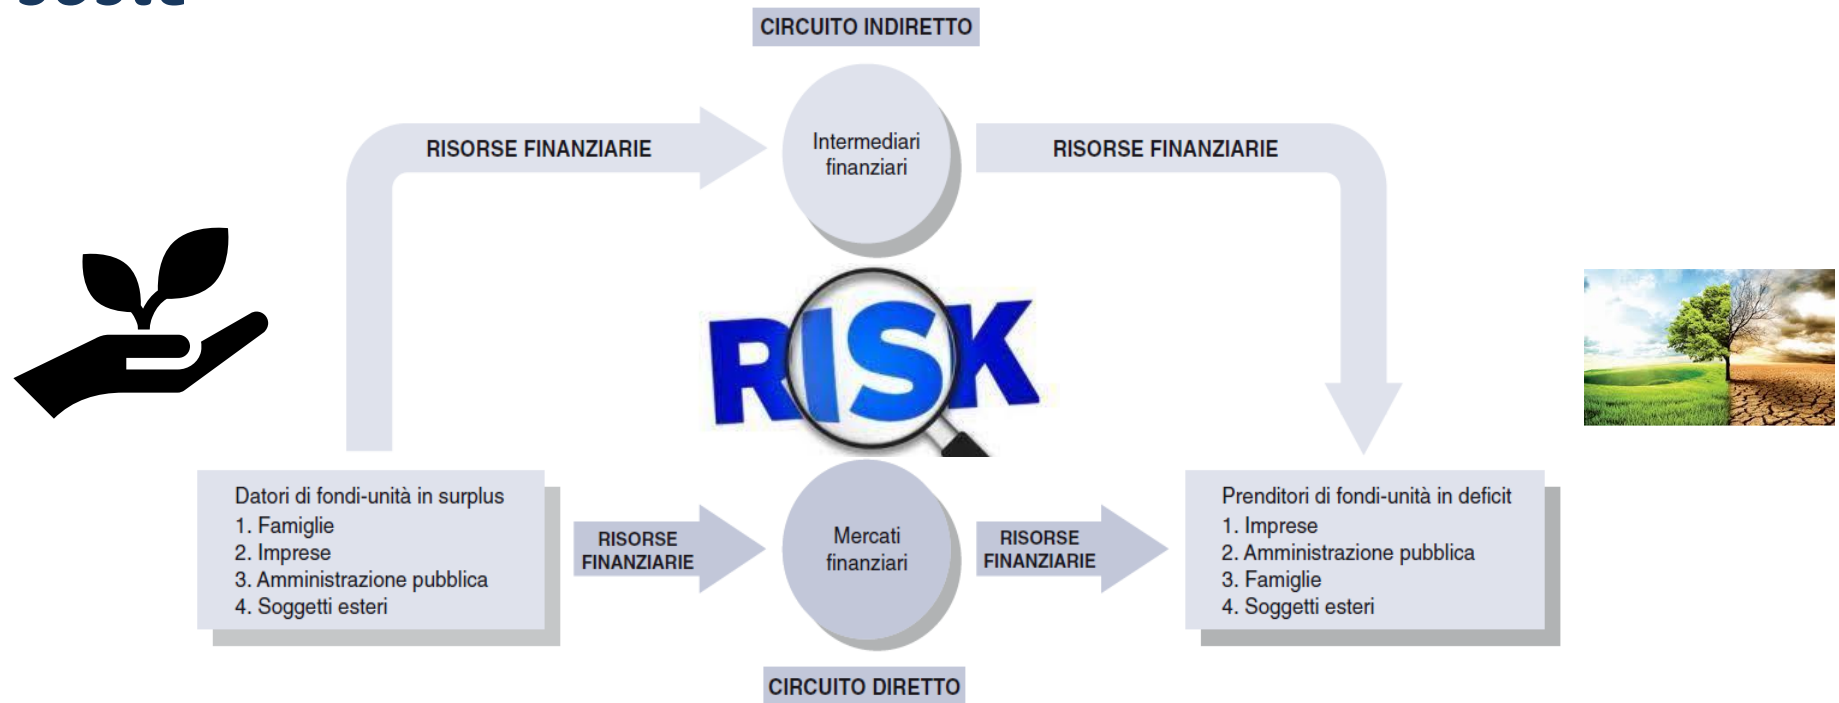 CIRCUITO INDIRETTO
RISORSE FINANZIARIE
Intermediari
finanziari
RISORSE FINANZIARIE
RISK
Datori di fondi-unità in surplus
1. Famiglie
2. Imprese
3. Amministrazione pubblica
4. Soggetti esteri
RISORSE
FINANZIARIE
Mercati
finanziari
RISORSE
FINANZIARIE
Prenditori di fondi-unità in deficit
1. Imprese
2. Amministrazione pubblica
3. Famiglie
4. Soggetti esteri
CIRCUITO DIRETTO